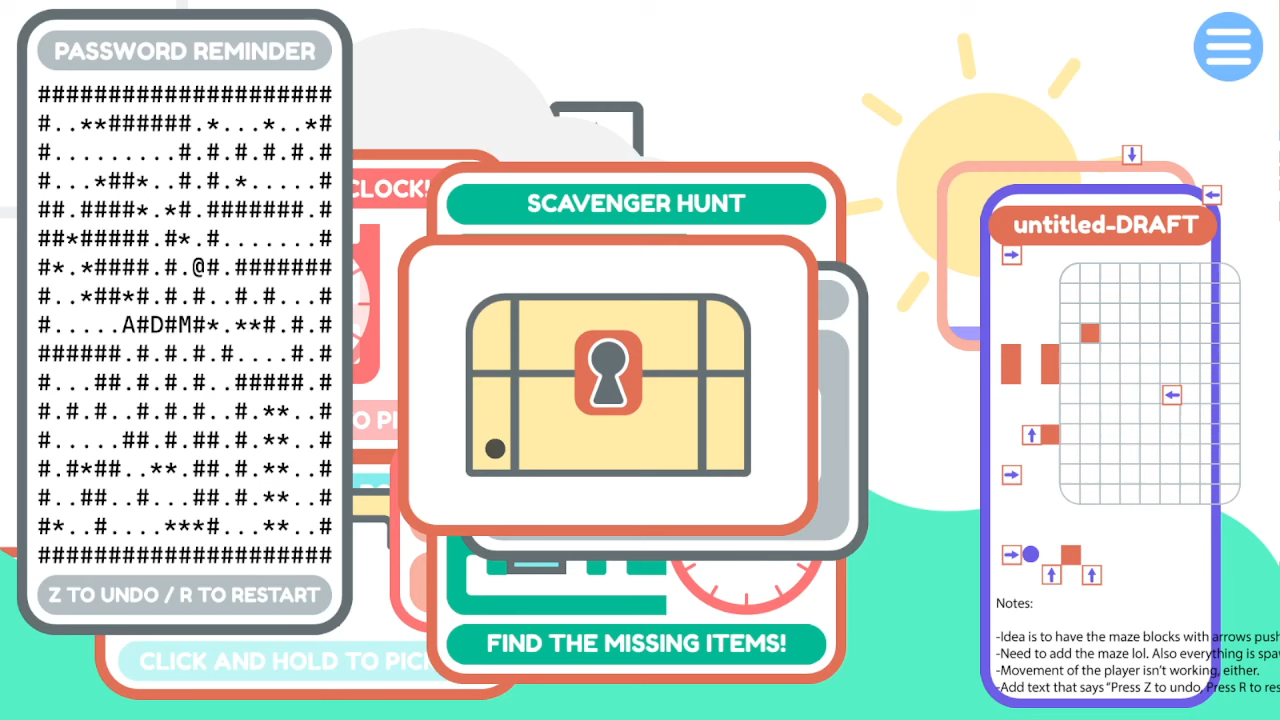 PASSWORD REMINDER
#####################
#..**######.*...*..*#
#.........#.#.#.#.#.#
#...*##*..#.#.*.....#
##.####*.*#.#######.#
##*#####.#*.#.......#
#*.*####.#.@#.#######
#..*##*#.#.#..#.#...#
#.....A#D#M#*.**#.#.#
######.#.#.#.#....#.#
#...##.#.#.#..#####.#
#.#.#..#.#.#..#.**..#
#.....##.#.##.#.**..#
#.#*##..**.##.#.**..#
#..##..#...##.#.**..#
#*..#....***#...**..#
#####################
Z TO UNDO / R TO RESTART
CLOCK!
O PI
CLICK AND HOLD TO PICK
SCAVENGER HUNT
FIND THE MISSING ITEMS!
untitled-DRAFT
Notes:
-Idea is to have the maze blocks with arrows push
-Need to add the maze lol. Also everything is spa
-Movement of the player isn't working, either.
-Add text that says "Press Z to undo, Press R to res